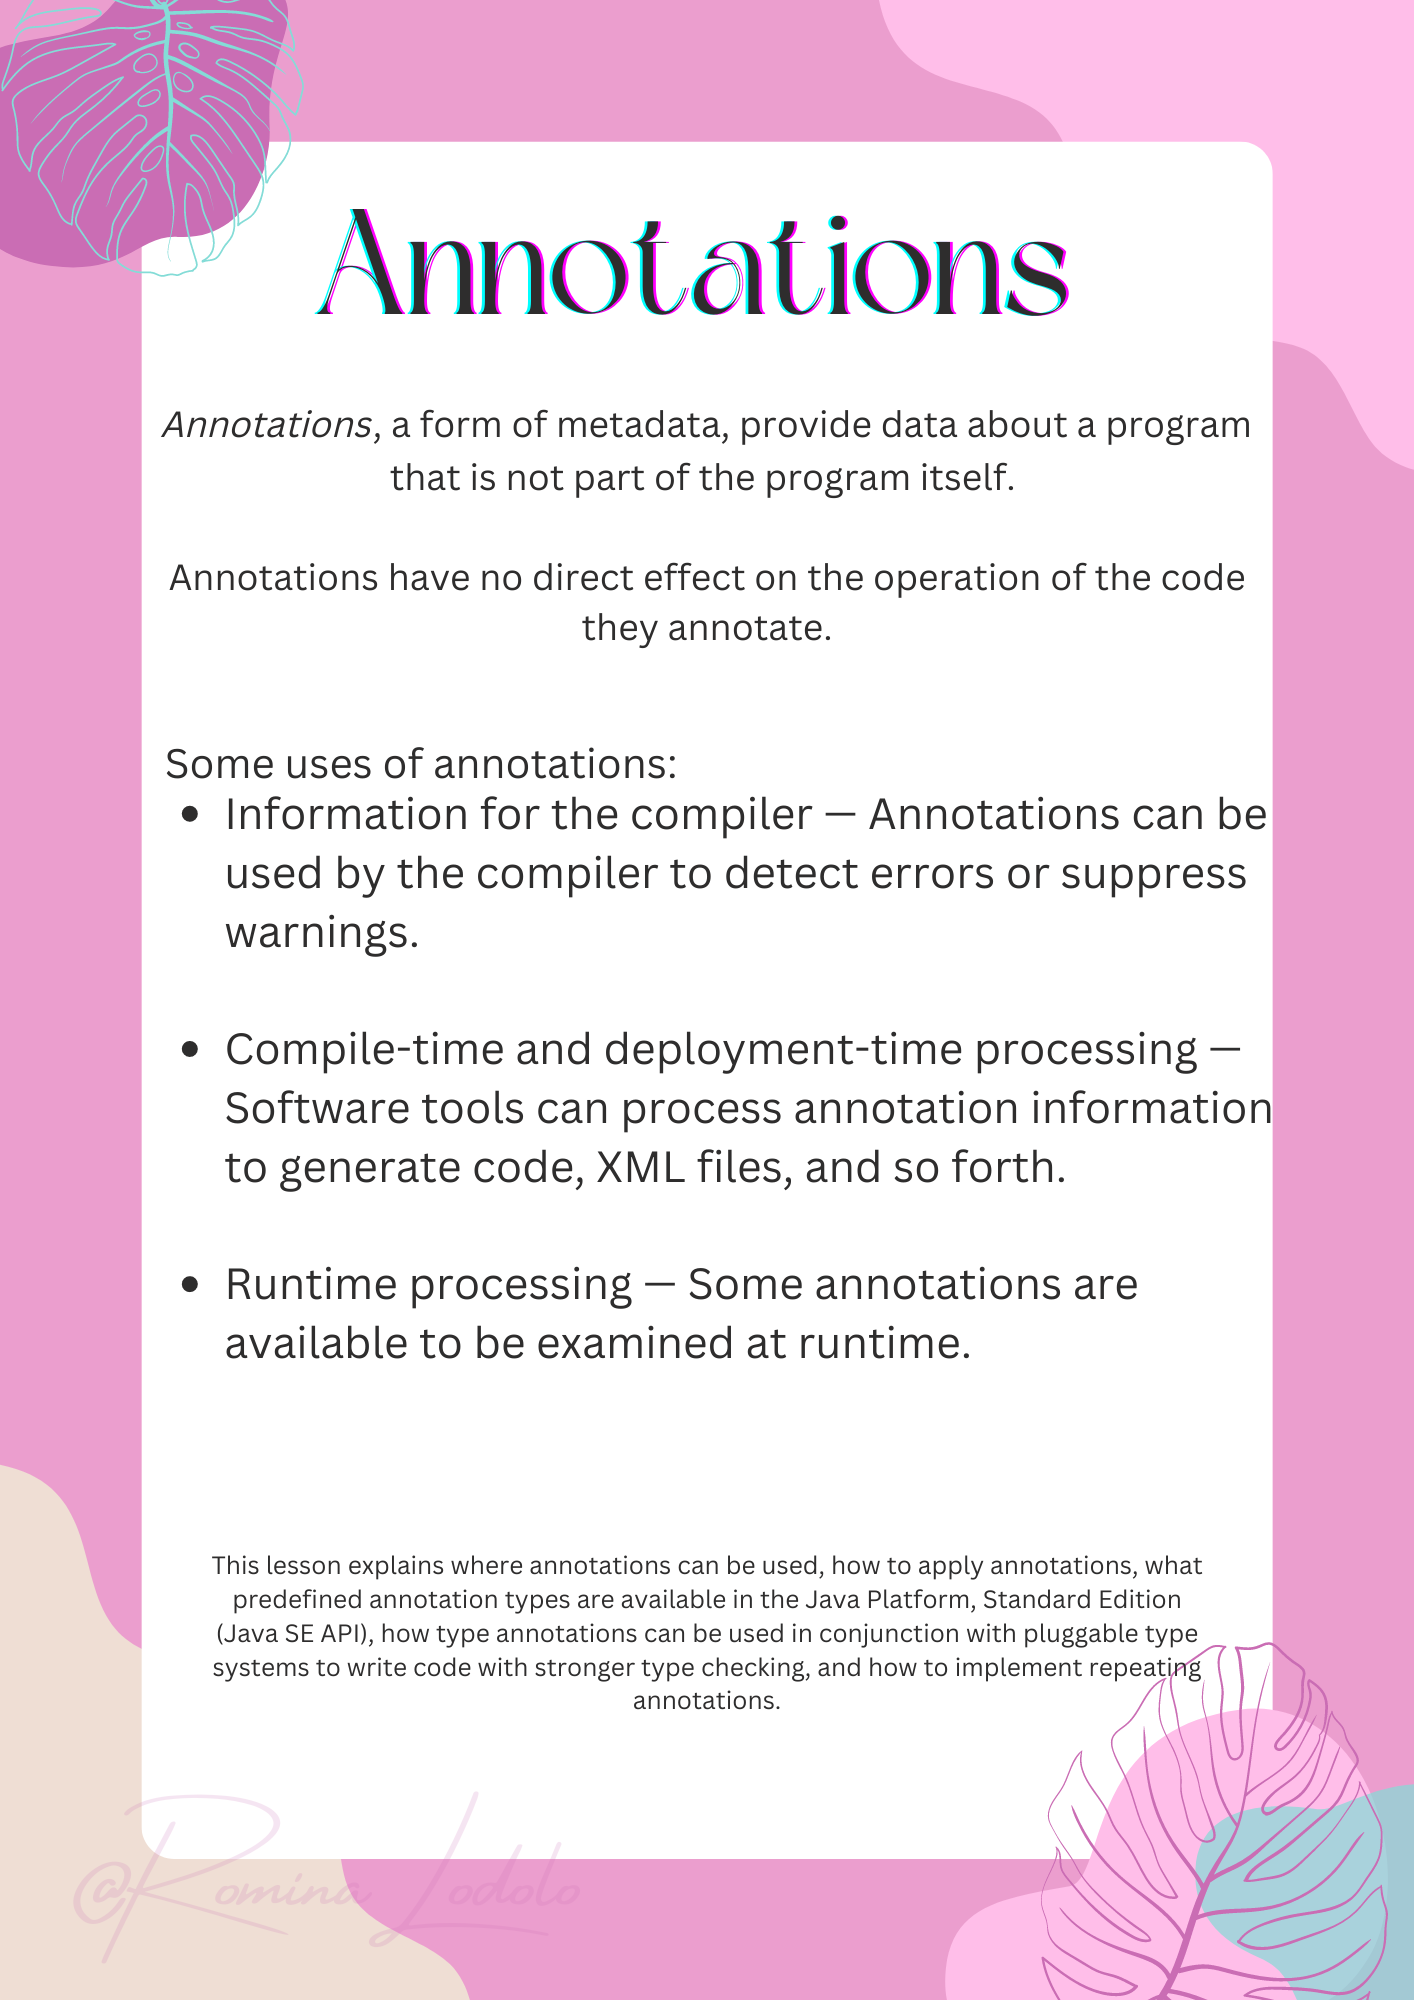 Annotations
Annotations, a form of metadata, provide data about a program
that is not part of the program itself.
Annotations have no direct effect on the operation of the code
they annotate.
Some uses of annotations:
• Information for the compiler — Annotations can be
used by the compiler to detect errors or suppress
warnings.
• Compile-time and deployment-time processing —
Software tools can process annotation information
to generate code, XML files, and so forth.
• Runtime processing — Some annotations are
available to be examined at runtime.
This lesson explains where annotations can be used, how to apply annotations, what
predefined annotation types are available in the Java Platform, Standard Edition
(Java SE API), how type annotations can be used in conjunction with pluggable type
systems to write code with stronger type checking, and how to implement repeating
annotations.
@Romina Lodolo